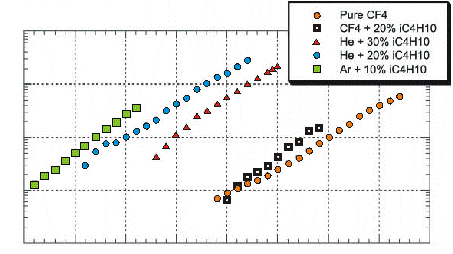 Pure CF4
CF4 + 20% iC4H10
He + 30% iC4H10
He + 20% iC4H10
Ar + 10% iC4H10